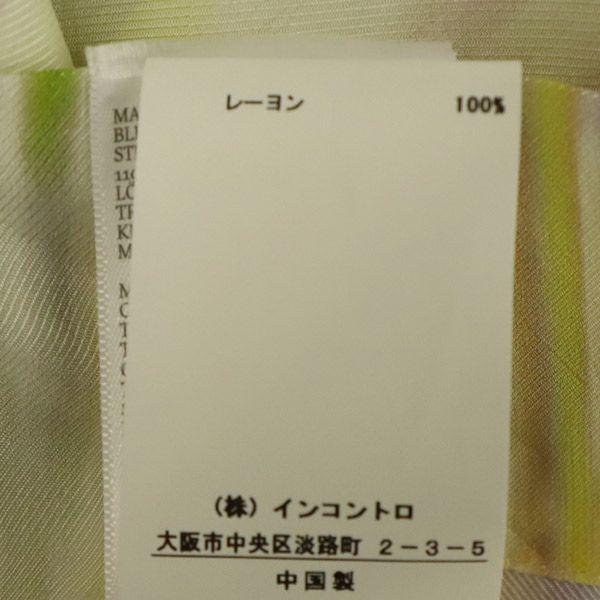 レーヨン 100%
(株) インコントロ
大阪市中央区淡路町 2-3-5
中国製